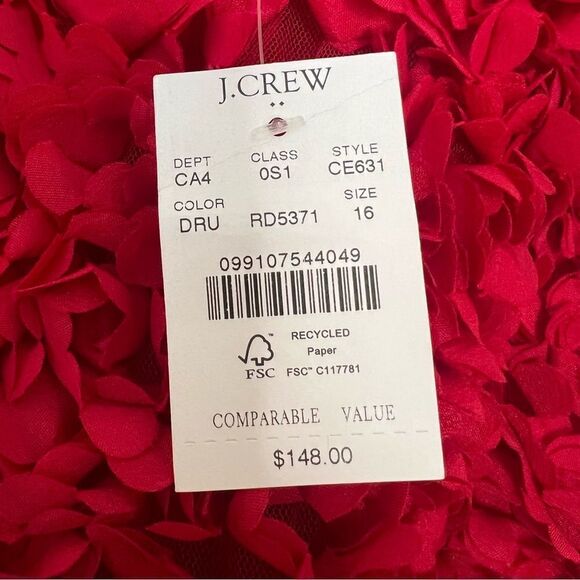 J.CREW
DEPT CLASS STYLE
CA4 0S1 CE631
COLOR SIZE
DRU RD5371 16
099107544049
RECYCLED
Paper
FSC FSC™ C117781
COMPARABLE VALUE
$148.00